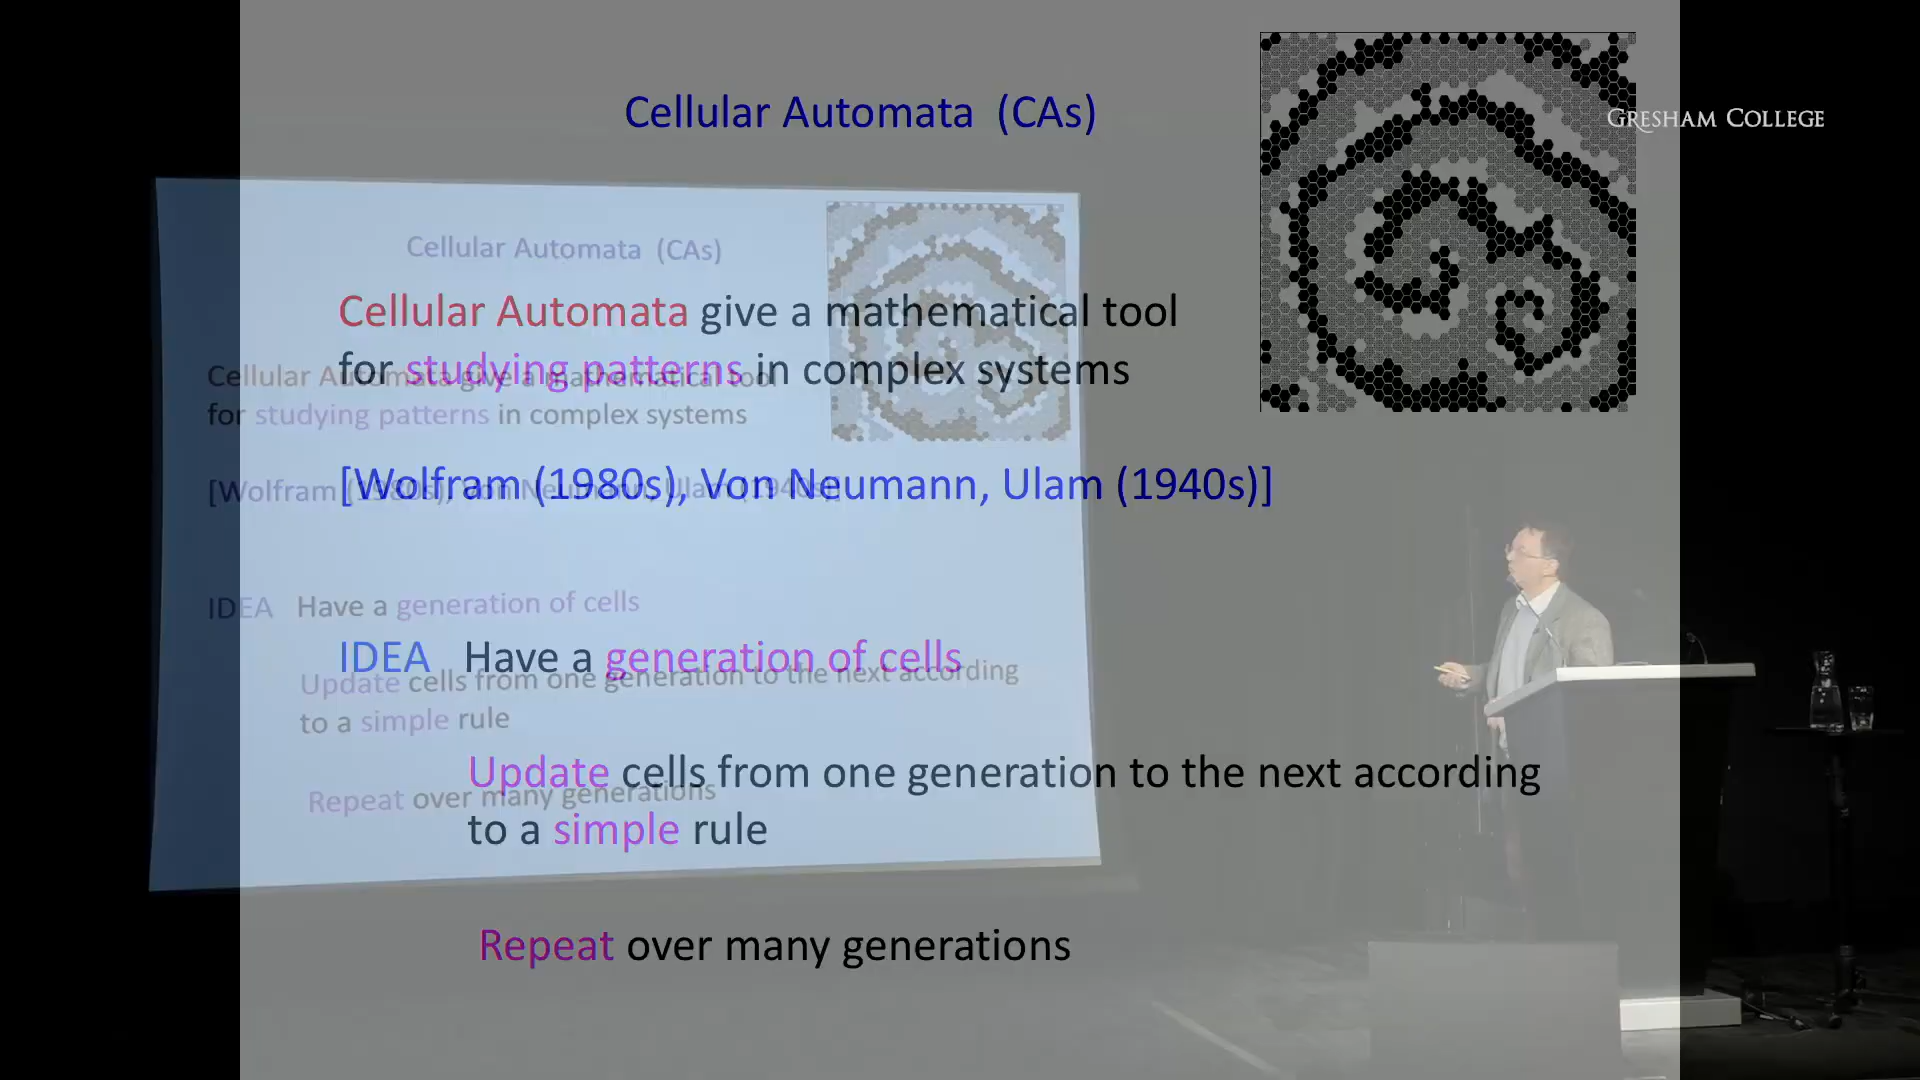 Cellular Automata (CAs)
GRESHAM COLLEGE
Cellular Automata give a mathematical tool
for studying patterns in complex systems
[Wolfram (1980s), Von Neumann, Ulam (1940s)]
IDEA Have a generation of cells
Update cells from one generation to the next according
to a simple rule
Repeat over many generations
Cellular Automata (CAs)
Cellular Automata give a mathematical tool
for studying patterns in complex systems
[Wolfram (1980s), Von Neumann, Ulam (1940s)]
IDEA Have a generation of cells
Update cells from one generation to the next according
to a simple rule
Repeat over many generations